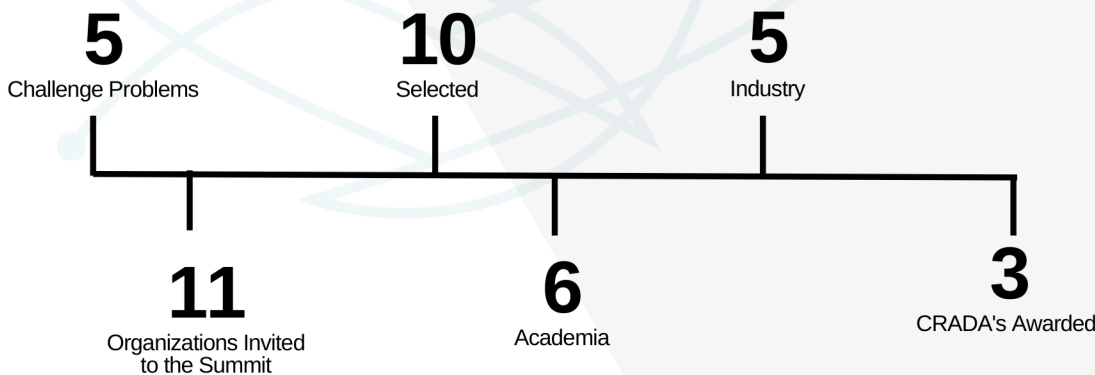 5
Challenge Problems
10
Selected
5
Industry
11
Organizations Invited
to the Summit
6
Academia
3
CRADA's Awarded